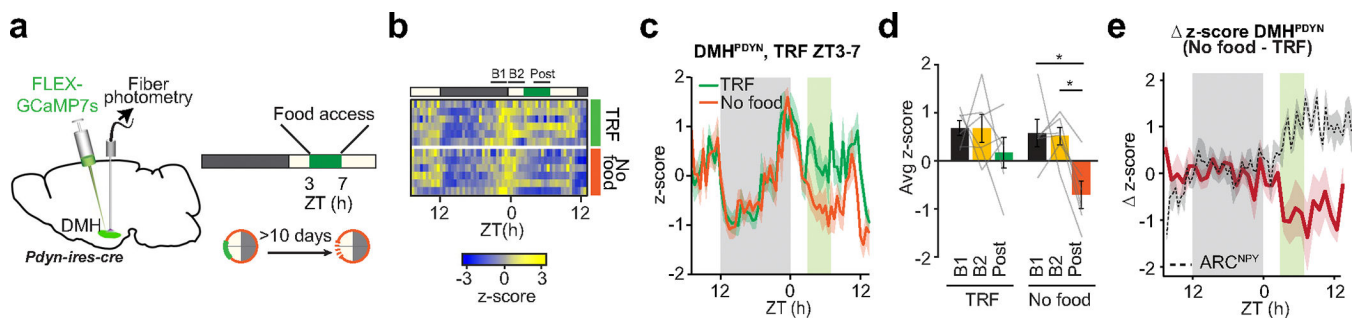 a
FLEX-
GCaMP7s
Fiber
photometry
DMH
Pdyn-ires-cre
Food access
3 7
ZT (h)
>10 days
b
B1 B2 Post
TRF
No
food
12 0 12
ZT(h)
-3 0 3
z-score
c
DMHᴾᴰʸᴺ, TRF ZT3-7
TRF
No food
z-score
2
1
0
-1
-2
12 0 12
ZT (h)
d
Avg z-score
2
1
0
-1
-2
* 
*
B1 B2 Post B1 B2 Post
TRF No food
e
Δ z-score DMHᴾᴰʸᴺ
(No food - TRF)
Δ z-score
2
1
0
-1
-2
ARCᴺᴾʸ
12 0 12
ZT (h)